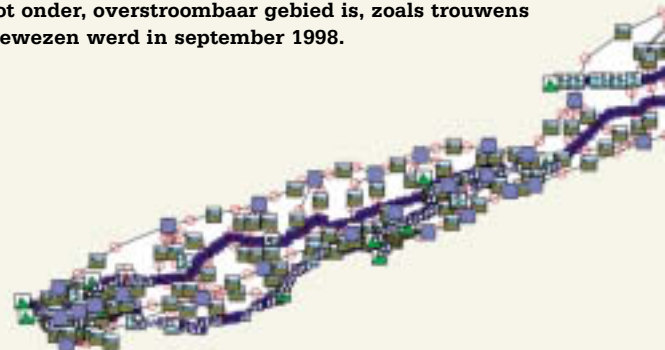 ot onder, overstroombaar gebied is, zoals trouwens
ewezen werd in september 1998.